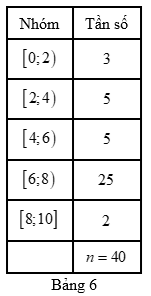 Nhóm Tần số
[0;2) 3
[2;4) 5
[4;6) 5
[6;8) 25
[8;10] 2
n = 40
Bảng 6